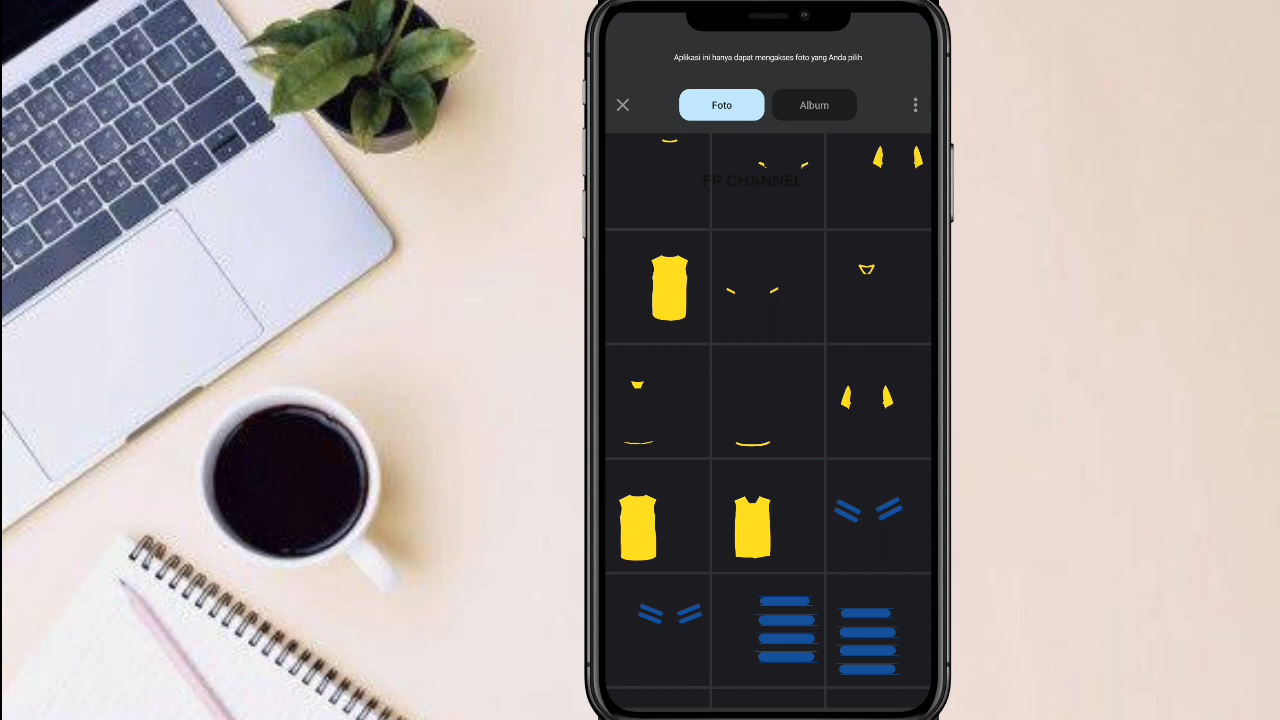 Aplikasi ini hanya dapat mengakses foto yang Anda pilih
Foto
Album
FP CHANNEL